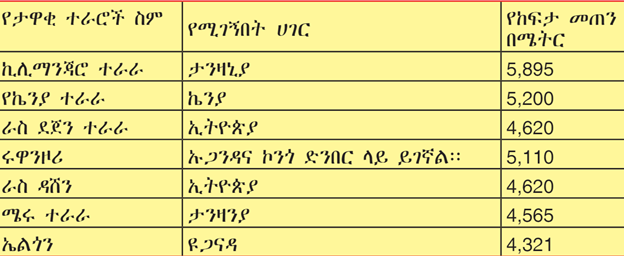 የታዋቂ ተራሮች ስም የሚገኝበት ሀገር የከፍታ መጠን
በሜትር
ኪሊማንጃሮ ተራራ ታንዛኒያ 5,895
የኬንያ ተራራ ኬንያ 5,200
ራስ ደጀን ተራራ ኢትዮጵያ 4,620
ሩዋንዞሪ ኡጋንዳና ኮንጎ ድንበር ላይ ይገኛል፡፡ 5,110
ራስ ዳሽን ኢትዮጵያ 4,620
ሜሩ ተራራ ታንዛንያ 4,565
ኤልጎን ዩጋናዳ 4,321